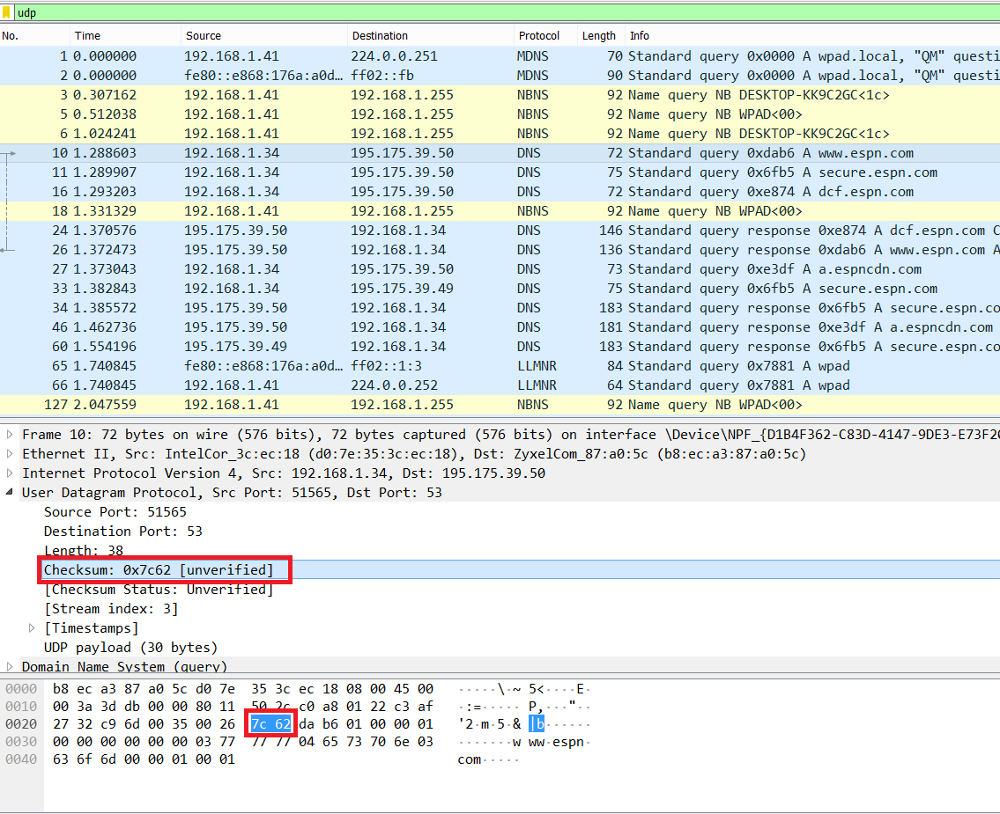 udp
No. Time Source Destination Protocol Length Info
1 0.000000 192.168.1.41 224.0.0.251 MDNS 70 Standard query 0x0000 A wpad.local, "QM" questi
2 0.000000 fe80::e868:176a:a0d… ff02::fb MDNS 90 Standard query 0x0000 A wpad.local, "QM" questi
3 0.307162 192.168.1.41 192.168.1.255 NBNS 92 Name query NB DESKTOP-KK9C2GC<1c>
5 0.512038 192.168.1.41 192.168.1.255 NBNS 92 Name query NB WPAD<00>
6 1.024241 192.168.1.41 192.168.1.255 NBNS 92 Name query NB DESKTOP-KK9C2GC<1c>
10 1.288603 192.168.1.34 195.175.39.50 DNS 72 Standard query 0xdab6 A www.espn.com
11 1.289907 192.168.1.34 195.175.39.50 DNS 75 Standard query 0x6fb5 A secure.espn.com
16 1.293203 192.168.1.34 195.175.39.50 DNS 72 Standard query 0xe874 A dcf.espn.com
18 1.331329 192.168.1.41 192.168.1.255 NBNS 92 Name query NB WPAD<00>
24 1.370576 195.175.39.50 192.168.1.34 DNS 146 Standard query response 0xe874 A dcf.espn.com C
26 1.372473 195.175.39.50 192.168.1.34 DNS 136 Standard query response 0xdab6 A www.espn.com A
27 1.373043 192.168.1.34 195.175.39.50 DNS 73 Standard query 0xe3df A a.espncdn.com
33 1.382843 192.168.1.34 195.175.39.49 DNS 75 Standard query 0x6fb5 A secure.espn.com
34 1.385572 195.175.39.50 192.168.1.34 DNS 183 Standard query response 0x6fb5 A secure.espn.co
46 1.462736 195.175.39.50 192.168.1.34 DNS 181 Standard query response 0xe3df A a.espncdn.com
60 1.554196 195.175.39.49 192.168.1.34 DNS 183 Standard query response 0x6fb5 A secure.espn.co
65 1.740845 fe80::e868:176a:a0d… ff02::1:3 LLMNR 84 Standard query 0x7881 A wpad
66 1.740845 192.168.1.41 224.0.0.252 LLMNR 64 Standard query 0x7881 A wpad
127 2.047559 192.168.1.41 192.168.1.255 NBNS 92 Name query NB WPAD<00>
Frame 10: 72 bytes on wire (576 bits), 72 bytes captured (576 bits) on interface \Device\NPF_{D1B4F362-C83D-4147-9DE3-E73F2
Ethernet II, Src: IntelCor_3c:ec:18 (d0:7e:35:3c:ec:18), Dst: ZyxelCom_87:a0:5c (b8:ec:a3:87:a0:5c)
Internet Protocol Version 4, Src: 192.168.1.34, Dst: 195.175.39.50
User Datagram Protocol, Src Port: 51565, Dst Port: 53
Source Port: 51565
Destination Port: 53
Length: 38
Checksum: 0x7c62 [unverified]
[Checksum Status: Unverified]
[Stream index: 3]
[Timestamps]
UDP payload (30 bytes)
Domain Name System (query)
0000 b8 ec a3 87 a0 5c d0 7e 35 3c ec 18 08 00 45 00 ·····\·~ 5<····E·
0010 00 3a 3d db 00 00 80 11 50 2c c0 a8 01 22 c3 af ·:=····· P,···"··
0020 27 32 c9 6d 00 35 00 26 7c 62 da b6 01 00 00 01 '2·m·5·& |b······
0030 00 00 00 00 00 00 03 77 77 77 04 65 73 70 6e 03 ·······w ww·espn·
0040 63 6f 6d 00 00 01 00 01 com·····